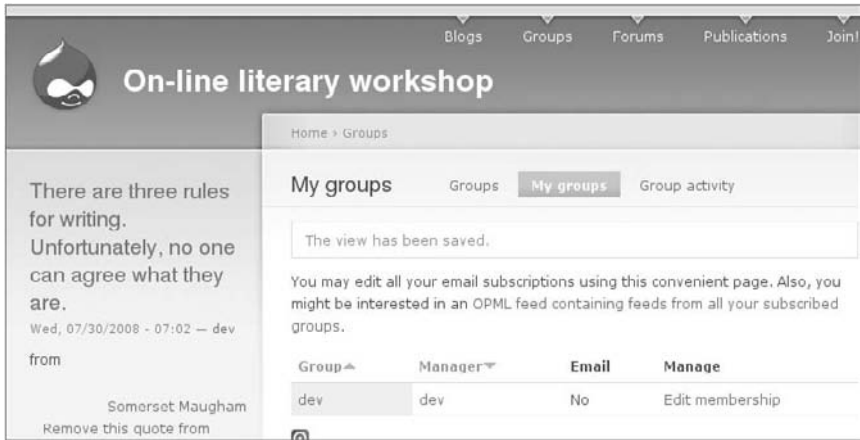 Blogs Groups Forums Publications Join!
On-line literary workshop
Home › Groups
There are three rules
for writing.
Unfortunately, no one
can agree what they
are.
Wed, 07/30/2008 - 07:02 — dev
from
Somerset Maugham
Remove this quote from
My groups Groups My groups Group activity
The view has been saved.
You may edit all your email subscriptions using this convenient page. Also, you
might be interested in an OPML feed containing feeds from all your subscribed
groups.
Group Manager Email Manage
dev dev No Edit membership